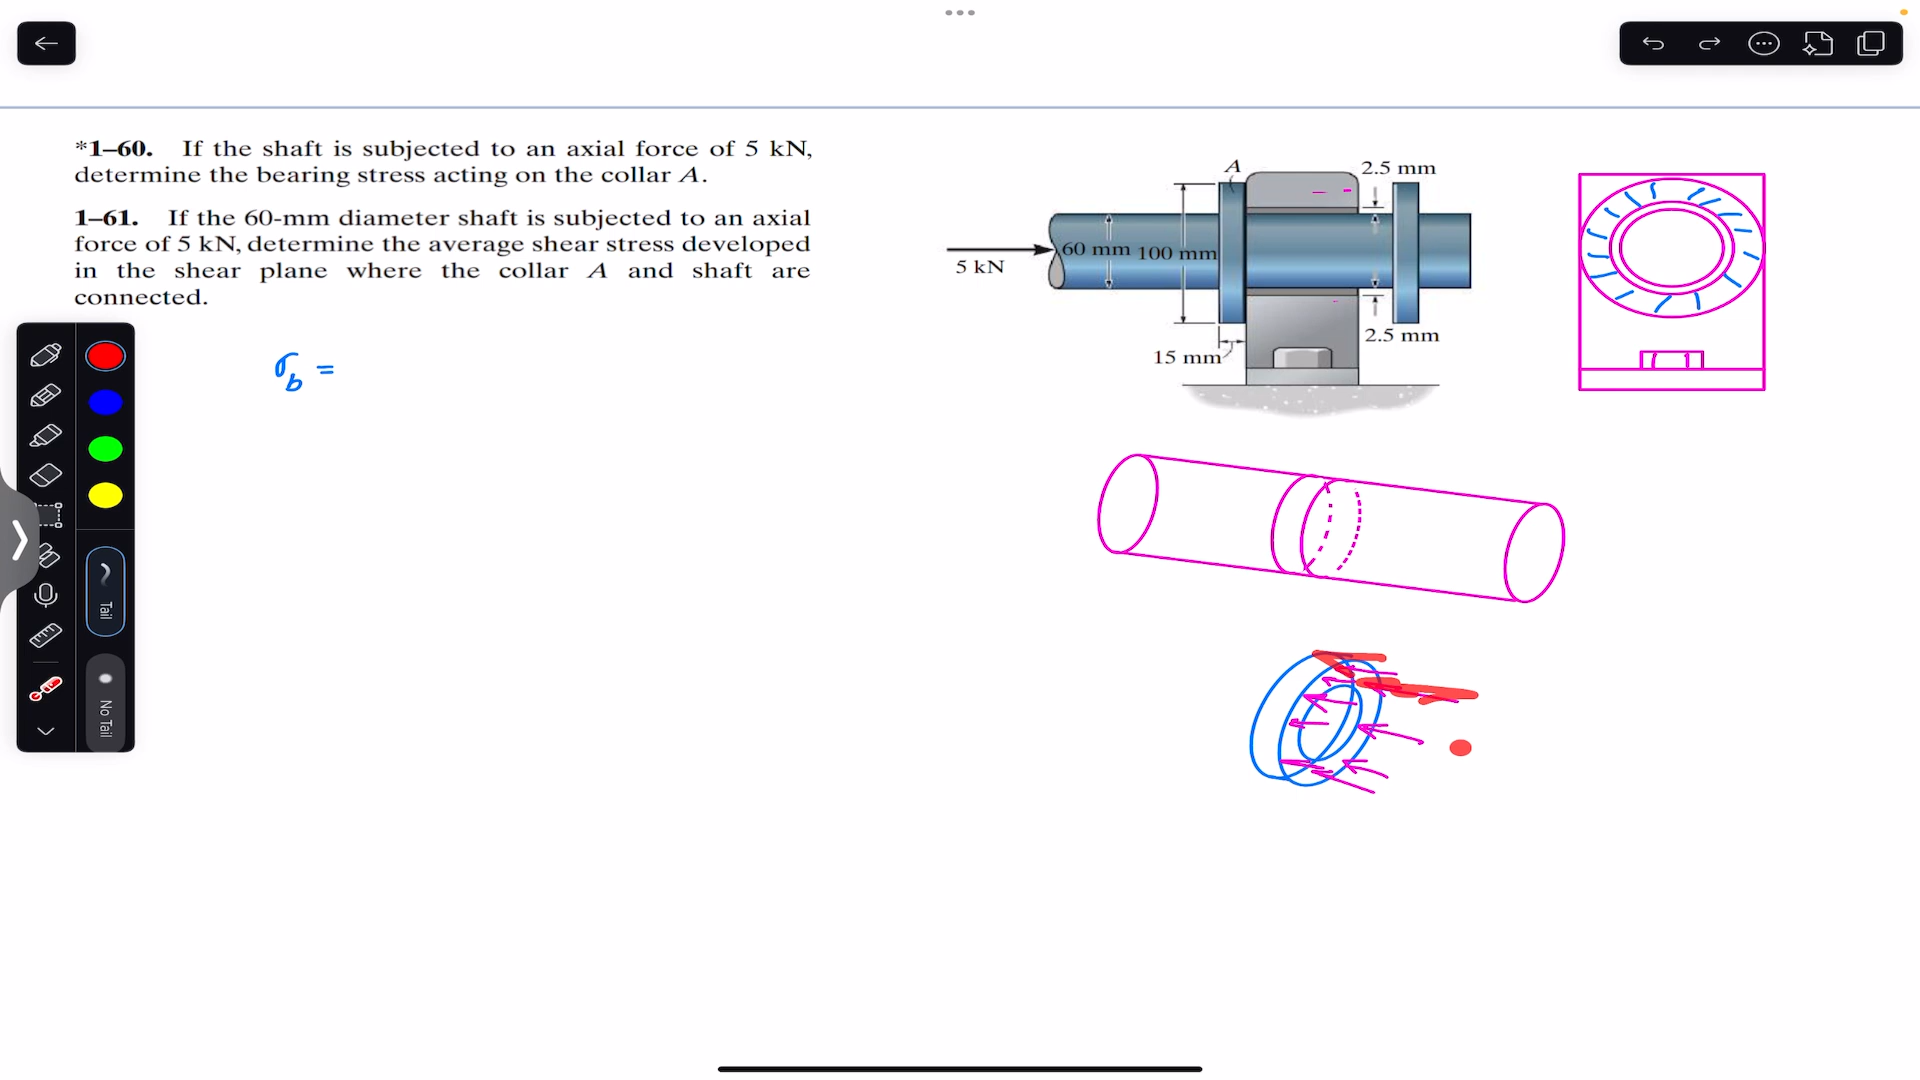 *1–60. If the shaft is subjected to an axial force of 5 kN,
determine the bearing stress acting on the collar A.
1–61. If the 60-mm diameter shaft is subjected to an axial
force of 5 kN, determine the average shear stress developed
in the shear plane where the collar A and shaft are
connected.
A
2.5 mm
60 mm
100 mm
5 kN
2.5 mm
15 mm
σb =
Tail
No Tail